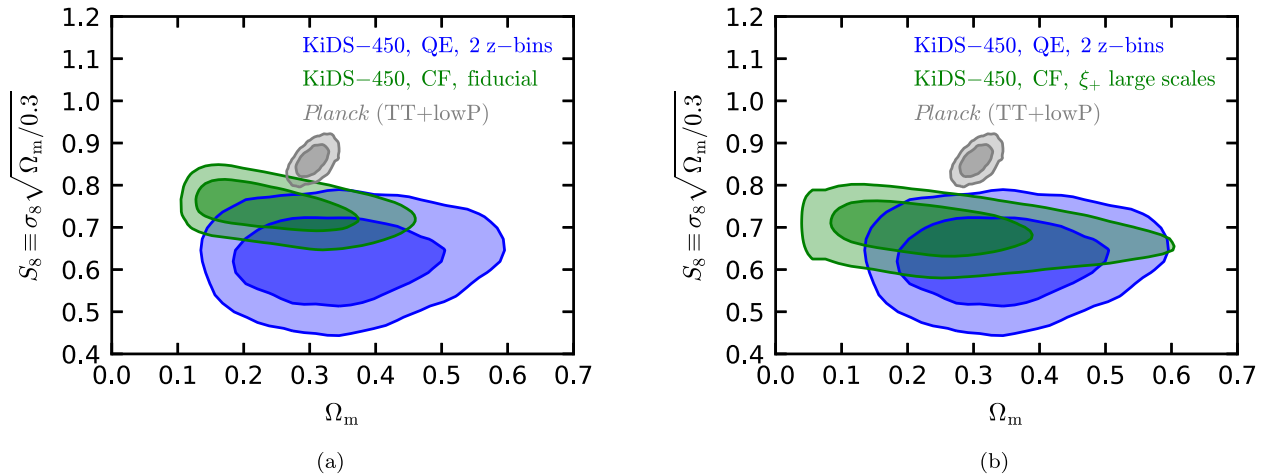 KiDS−450, QE, 2 z−bins
KiDS−450, CF, fiducial
Planck (TT+lowP)
S₈ ≡ σ₈√Ωₘ/0.3
1.2
1.1
1.0
0.9
0.8
0.7
0.6
0.5
0.4
0.0 0.1 0.2 0.3 0.4 0.5 0.6 0.7
Ωₘ
(a)
KiDS−450, QE, 2 z−bins
KiDS−450, CF, ξ₊ large scales
Planck (TT+lowP)
S₈ ≡ σ₈√Ωₘ/0.3
1.2
1.1
1.0
0.9
0.8
0.7
0.6
0.5
0.4
0.0 0.1 0.2 0.3 0.4 0.5 0.6 0.7
Ωₘ
(b)